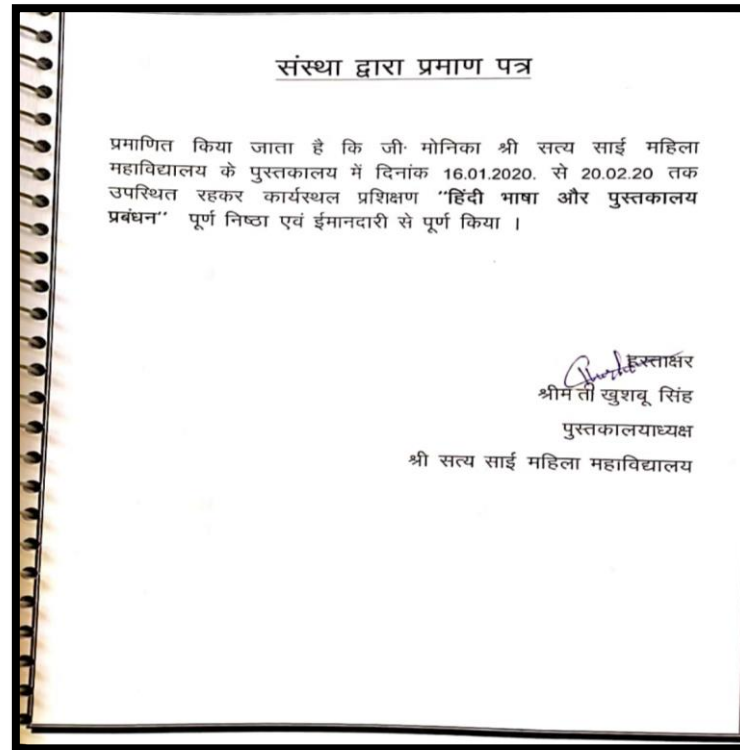 संस्था द्वारा प्रमाण पत्र
प्रमाणित किया जाता है कि जी॰ मोनिका श्री सत्य साई महिला
महाविद्यालय के पुस्तकालय में दिनांक 16.01.2020. से 20.02.20 तक
उपस्थित रहकर कार्यस्थल प्रशिक्षण ''हिंदी भाषा और पुस्तकालय
प्रबंधन'' पूर्ण निष्ठा एवं ईमानदारी से पूर्ण किया ।
हस्ताक्षर
श्रीमती खुशबू सिंह
पुस्तकालयाध्यक्ष
श्री सत्य साई महिला महाविद्यालय